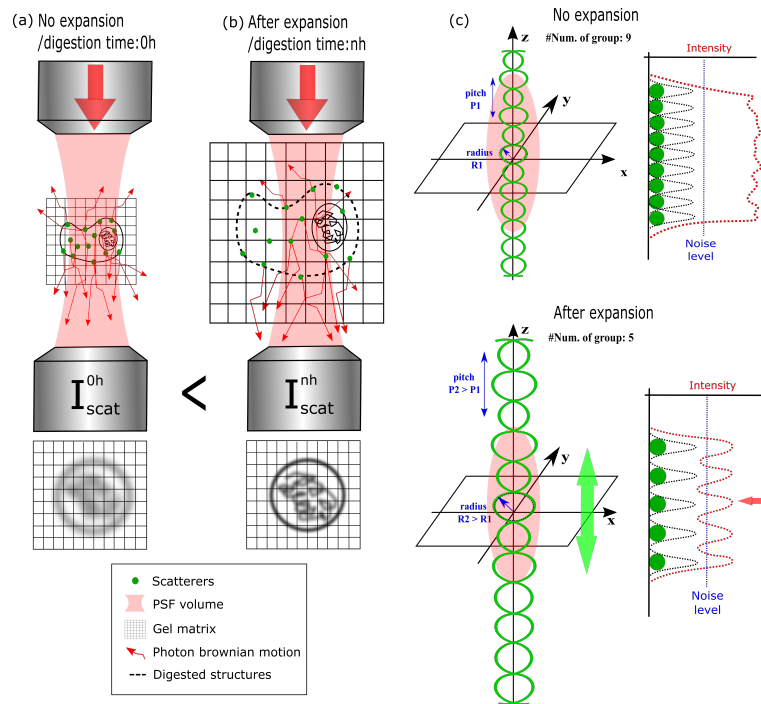 (a)
No expansion
/digestion time:0h
(b)
After expansion
/digestion time:nh
I 0h scat
<
I nh scat
Scatterers
PSF volume
Gel matrix
Photon brownian motion
Digested structures
(c)
No expansion
#Num. of group: 9
z
y
x
pitch
P1
radius
R1
Intensity
Noise
level
After expansion
#Num. of group: 5
z
y
x
pitch
P2 > P1
radius
R2 > R1
Intensity
Noise
level